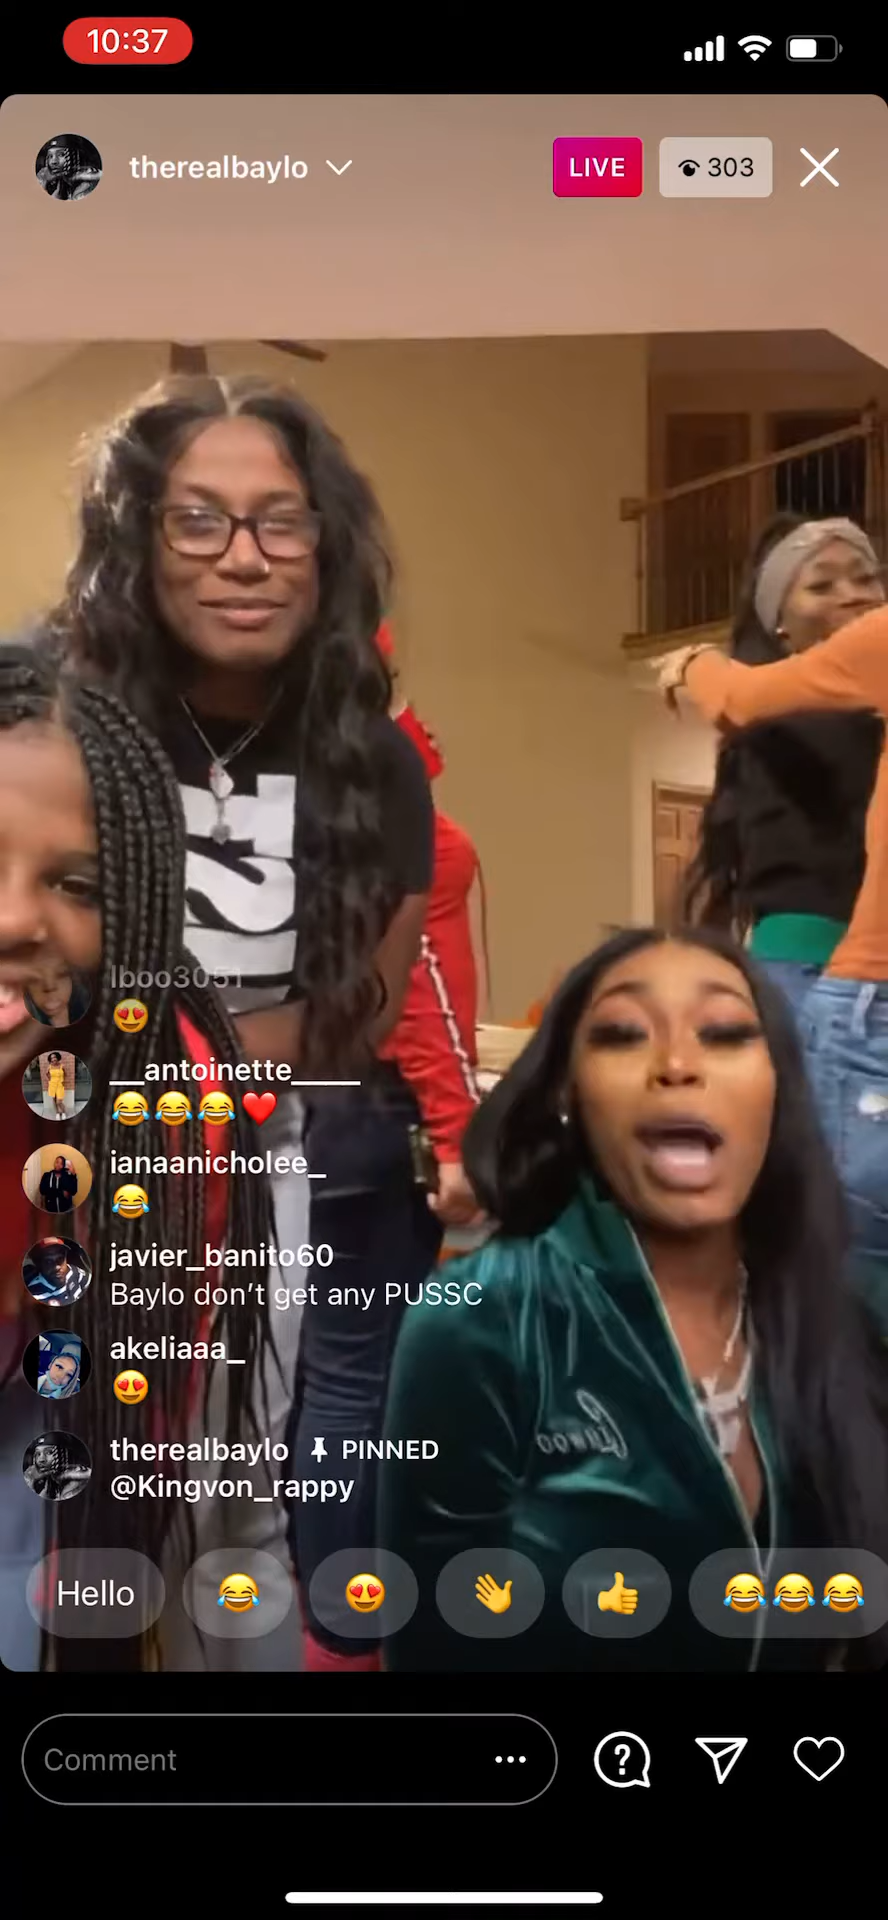 10:37
therealbaylo
LIVE
303
lboo3051
__antoinette____
😂😂😂❤️
ianaanicholee_
😂
javier_banito60
Baylo don't get any PUSSC
akeliaaa_
😍
therealbaylo PINNED
@Kingvon_rappy
Hello
Comment